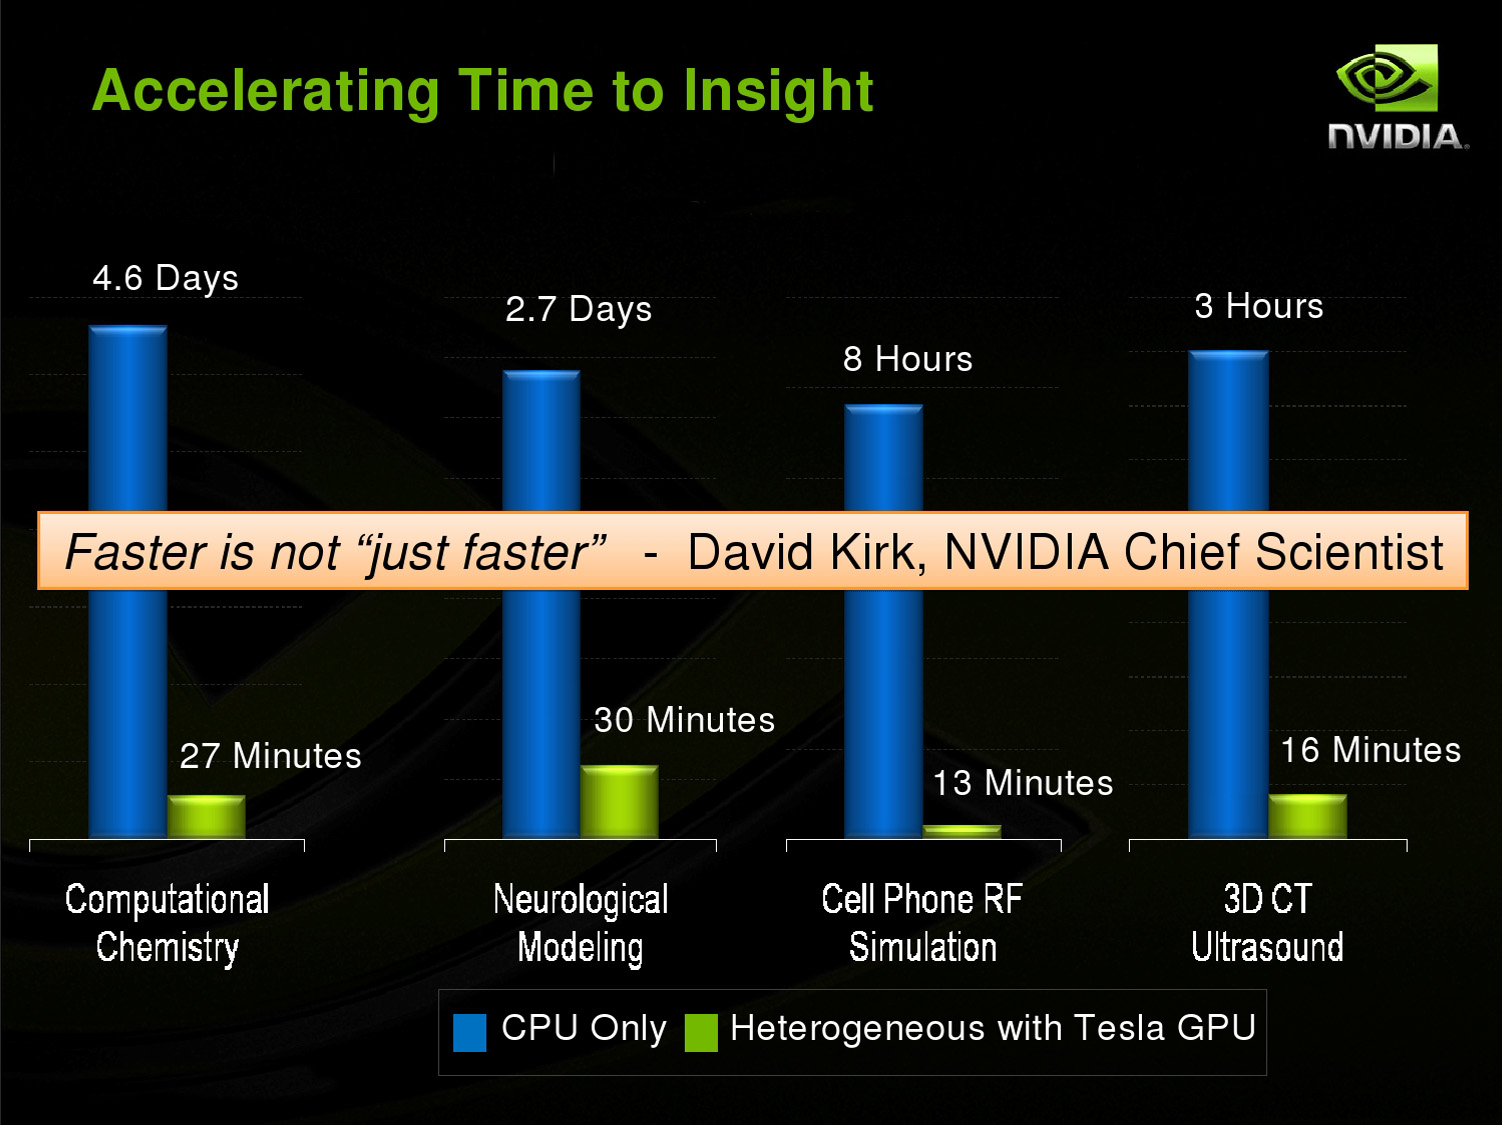 Accelerating Time to Insight
NVIDIA®
4.6 Days
2.7 Days
8 Hours
3 Hours
Faster is not “just faster” - David Kirk, NVIDIA Chief Scientist
27 Minutes
30 Minutes
13 Minutes
16 Minutes
Computational
Chemistry
Neurological
Modeling
Cell Phone RF
Simulation
3D CT
Ultrasound
CPU Only
Heterogeneous with Tesla GPU